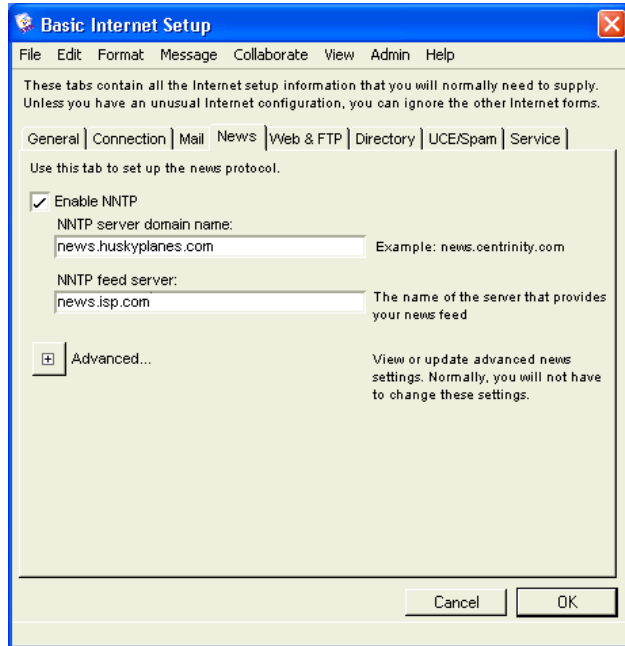 Basic Internet Setup
File Edit Format Message Collaborate View Admin Help
These tabs contain all the Internet setup information that you will normally need to supply.
Unless you have an unusual Internet configuration, you can ignore the other Internet forms.
General Connection Mail News Web & FTP Directory UCE/Spam Service
Use this tab to set up the news protocol.
Enable NNTP
NNTP server domain name:
news.huskyplanes.com Example: news.centrinity.com
NNTP feed server:
news.isp.com The name of the server that provides
your news feed
Advanced... View or update advanced news
settings. Normally, you will not have
to change these settings.
Cancel OK